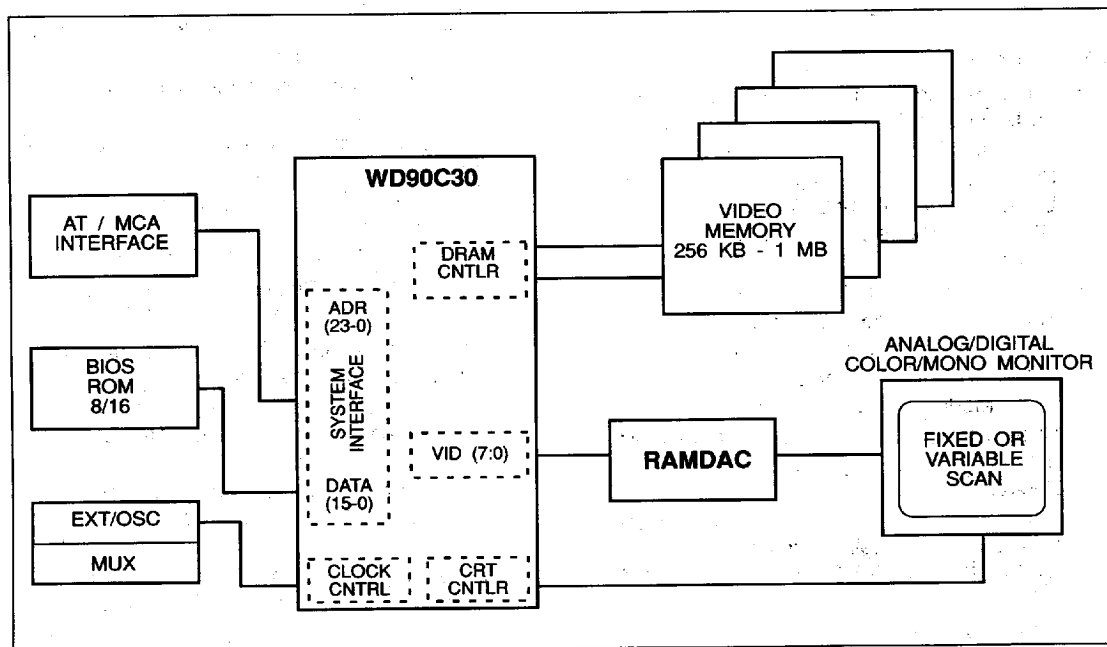 WD90C30
AT / MCA
INTERFACE
BIOS
ROM
8/16
EXT/OSC
MUX
ADR
(23-0)
SYSTEM
INTERFACE
DATA
(15-0)
CLOCK
CNTRL
DRAM
CNTLR
VID (7:0)
CRT
CNTLR
VIDEO
MEMORY
256 KB - 1 MB
RAMDAC
ANALOG/DIGITAL
COLOR/MONO MONITOR
FIXED OR
VARIABLE
SCAN